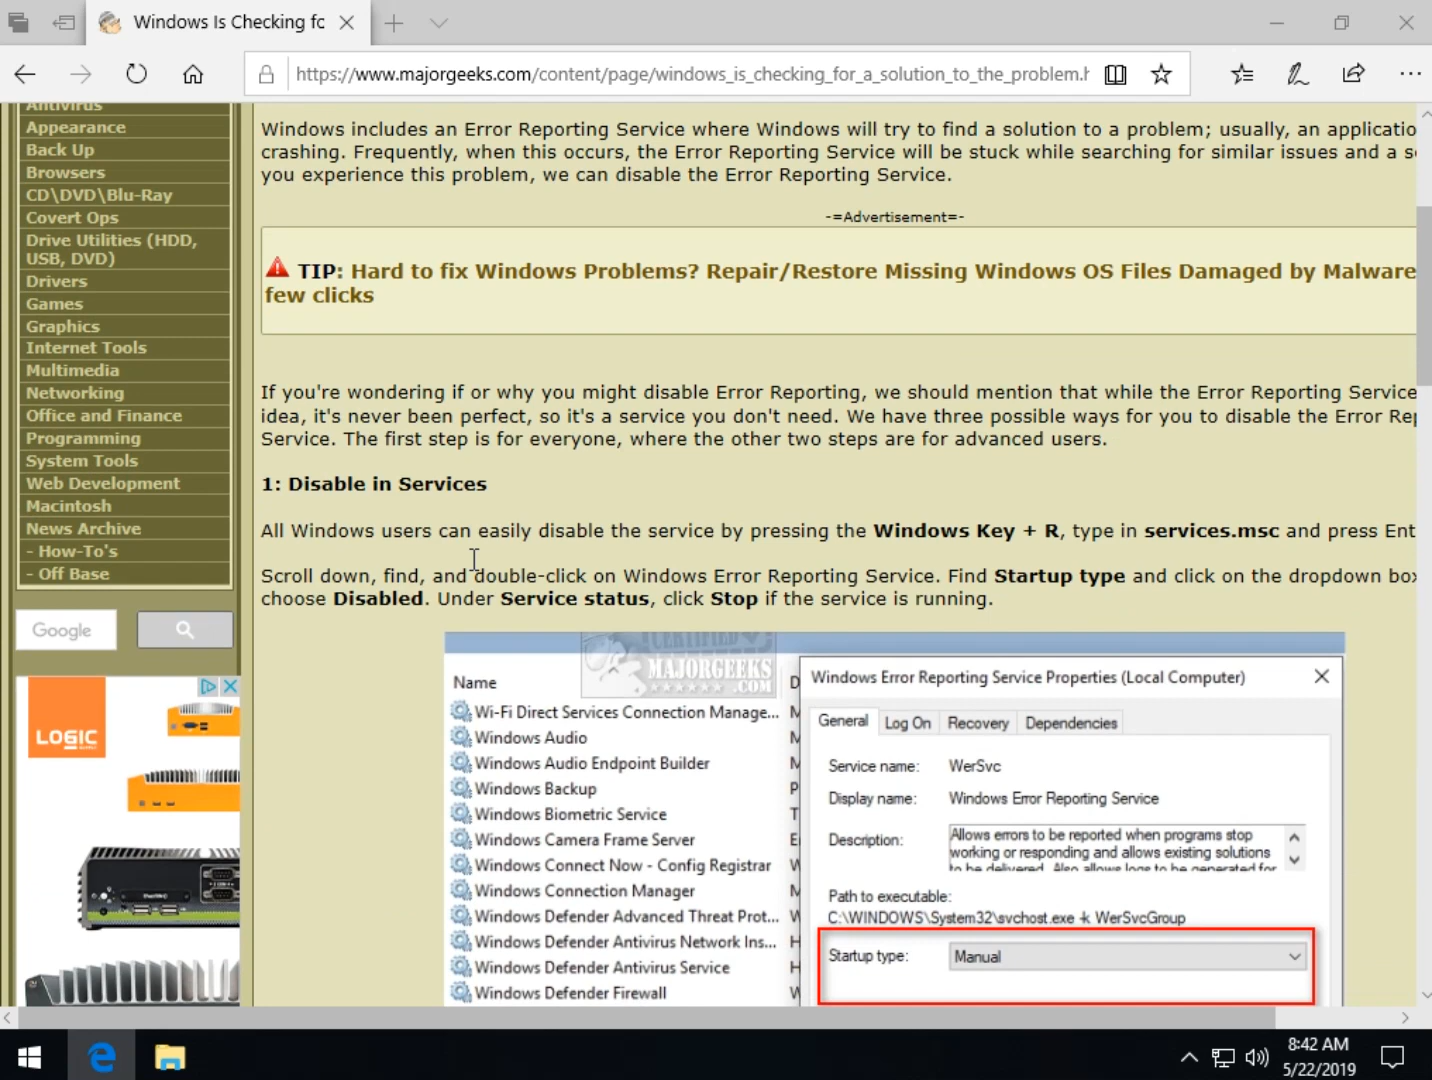 Windows Is Checking fo
https://www.majorgeeks.com/content/page/windows_is_checking_for_a_solution_to_the_problem.h
Antivirus
Appearance
Back Up
Browsers
CD\DVD\Blu-Ray
Covert Ops
Drive Utilities (HDD,
USB, DVD)
Drivers
Games
Graphics
Internet Tools
Multimedia
Networking
Office and Finance
Programming
System Tools
Web Development
Macintosh
News Archive
- How-To's
- Off Base
Google
LOGIC
Windows includes an Error Reporting Service where Windows will try to find a solution to a problem; usually, an applicatio
crashing. Frequently, when this occurs, the Error Reporting Service will be stuck while searching for similar issues and a s
you experience this problem, we can disable the Error Reporting Service.
-=Advertisement=-
TIP: Hard to fix Windows Problems? Repair/Restore Missing Windows OS Files Damaged by Malware
few clicks
If you're wondering if or why you might disable Error Reporting, we should mention that while the Error Reporting Service
idea, it's never been perfect, so it's a service you don't need. We have three possible ways for you to disable the Error Rep
Service. The first step is for everyone, where the other two steps are for advanced users.
1: Disable in Services
All Windows users can easily disable the service by pressing the Windows Key + R, type in services.msc and press Ent
Scroll down, find, and double-click on Windows Error Reporting Service. Find Startup type and click on the dropdown box
choose Disabled. Under Service status, click Stop if the service is running.
CERTIFIED
MAJORGEEKS
.COM
Name
D
Wi-Fi Direct Services Connection Manage...
Windows Audio
Windows Audio Endpoint Builder
Windows Backup
Windows Biometric Service
Windows Camera Frame Server
Windows Connect Now - Config Registrar
Windows Connection Manager
Windows Defender Advanced Threat Prot...
Windows Defender Antivirus Network Ins...
Windows Defender Antivirus Service
Windows Defender Firewall
Windows Error Reporting Service Properties (Local Computer)
General Log On Recovery Dependencies
Service name: WerSvc
Display name: Windows Error Reporting Service
Description: Allows errors to be reported when programs stop
working or responding and allows existing solutions
to be delivered. Also allows logs to be generated for
Path to executable:
C:\WINDOWS\System32\svchost.exe -k WerSvcGroup
Startup type: Manual
8:42 AM
5/22/2019